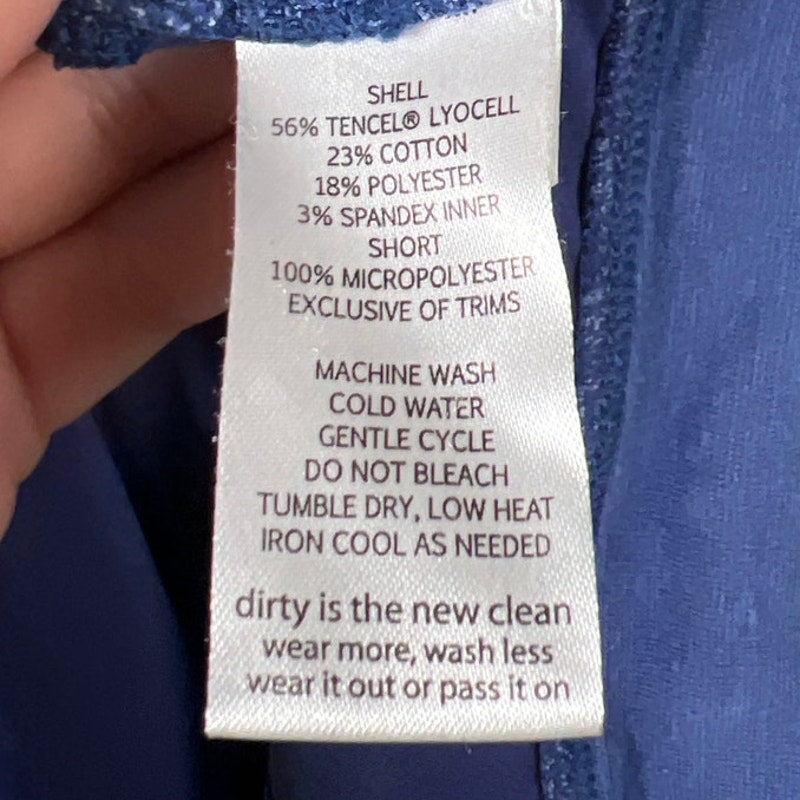 SHELL
56% TENCEL® LYOCELL
23% COTTON
18% POLYESTER
3% SPANDEX INNER
SHORT
100% MICROPOLYESTER
EXCLUSIVE OF TRIMS
MACHINE WASH
COLD WATER
GENTLE CYCLE
DO NOT BLEACH
TUMBLE DRY, LOW HEAT
IRON COOL AS NEEDED
dirty is the new clean
wear more, wash less
wear it out or pass it on